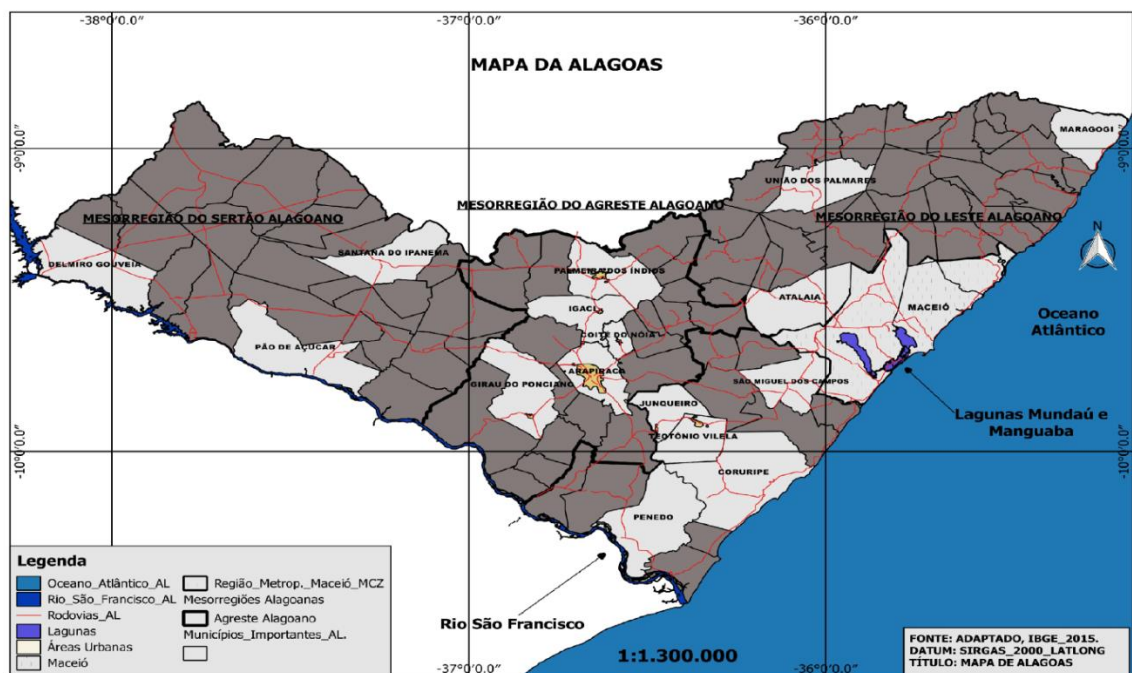 -38°0'0.0"
-37°0'0.0"
-36°0'0.0"
MAPA DA ALAGOAS
-9°0'0.0"
-9°0'0.0"
MARAGOGI
UNIÃO DOS PALMARES
MESORREGIÃO DO AGRESTE ALAGOANO
MESORREGIÃO DO SERTÃO ALAGOANO
MESORREGIÃO DO LESTE ALAGOANO
N
SANTANA DO IPANEMA
DELMIRO GOUVEIA
PALMEIRA DOS ÍNDIOS
ATALAIA
MACEIÓ
IGACI
Oceano
Atlântico
COITÉ DO NÓIA
PÃO DE AÇÚCAR
ARAPIRACA
GIRAU DO PONCIANO
SÃO MIGUEL DOS CAMPOS
JUNQUEIRO
Lagunas Mundaú e
Manguaba
TEOTÔNIO VILELA
-10°0'0.0"
-10°0'0.0"
CORURIPE
PENEDO
Legenda
Oceano_Atlântico_AL
Rio_São_Francisco_AL
Rodovias_AL
Lagunas
Áreas Urbanas
Maceió
Região_Metrop._Maceió_MCZ
Mesorregiões Alagoanas
Agreste Alagoano
Municípios_Importantes_AL.
Rio São Francisco
1:1.300.000
FONTE: ADAPTADO, IBGE_2015.
DATUM: SIRGAS_2000_LATLONG
TÍTULO: MAPA DE ALAGOAS
-37°0'0.0"
-36°0'0.0"